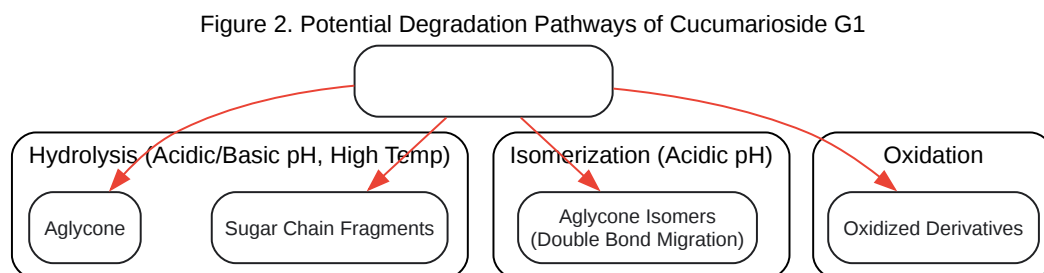 Figure 2. Potential Degradation Pathways of Cucumarioside G1
Hydrolysis (Acidic/Basic pH, High Temp)
Isomerization (Acidic pH)
Oxidation
Aglycone
Sugar Chain Fragments
Aglycone Isomers
(Double Bond Migration)
Oxidized Derivatives